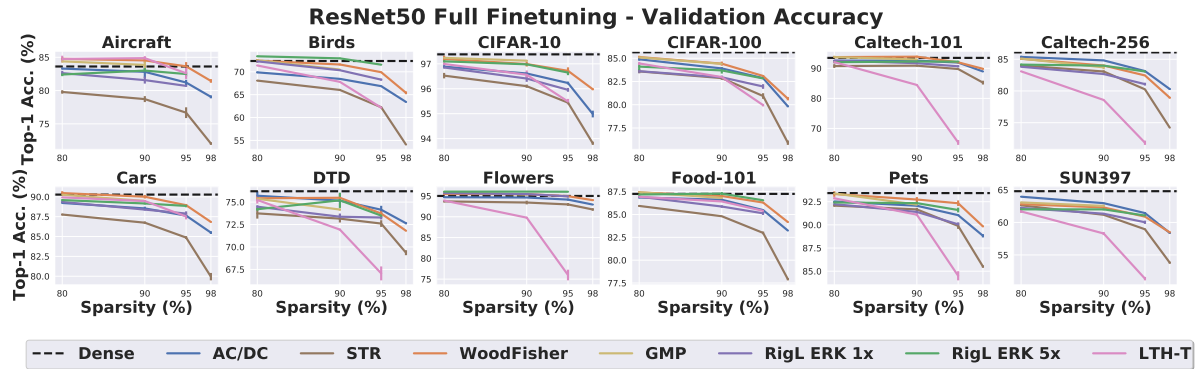 ResNet50 Full Finetuning - Validation Accuracy
Aircraft Birds CIFAR-10 CIFAR-100 Caltech-101 Caltech-256
Top-1 Acc. (%)
85
80
75
80 90 95 98
70
65
60
55
80 90 95 98
97
96
95
94
80 90 95 98
85.0
82.5
80.0
77.5
80 90 95 98
90
80
70
80 90 95 98
85
80
75
80 90 95 98
Cars DTD Flowers Food-101 Pets SUN397
Top-1 Acc. (%)
90.0
87.5
85.0
82.5
80.0
80 90 95 98
75.0
72.5
70.0
67.5
80 90 95 98
95
90
85
80
75
80 90 95 98
87.5
85.0
82.5
80.0
77.5
80 90 95 98
92.5
90.0
87.5
85.0
80 90 95 98
65
60
55
80 90 95 98
Sparsity (%) Sparsity (%) Sparsity (%) Sparsity (%) Sparsity (%) Sparsity (%)
Dense AC/DC STR WoodFisher GMP RigL ERK 1x RigL ERK 5x LTH-T